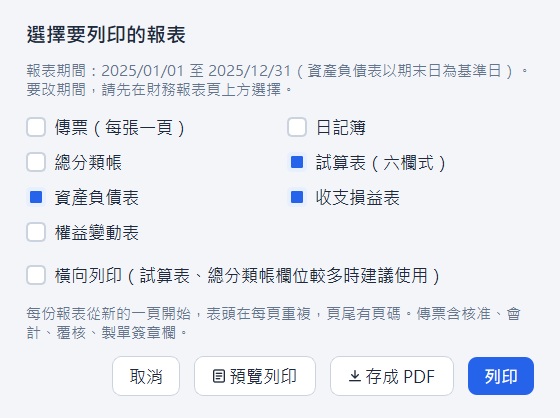 選擇要列印的報表
報表期間：2025/01/01 至 2025/12/31（資產負債表以期末日為基準日）。
要改期間，請先在財務報表頁上方選擇。
傳票（每張一頁）
日記簿
總分類帳
試算表（六欄式）
資產負債表
收支損益表
權益變動表
橫向列印（試算表、總分類帳欄位較多時建議使用）
每份報表從新的一頁開始，表頭在每頁重複，頁尾有頁碼。傳票含核准、會
計、覆核、製單簽章欄。
取消
預覽列印
存成 PDF
列印